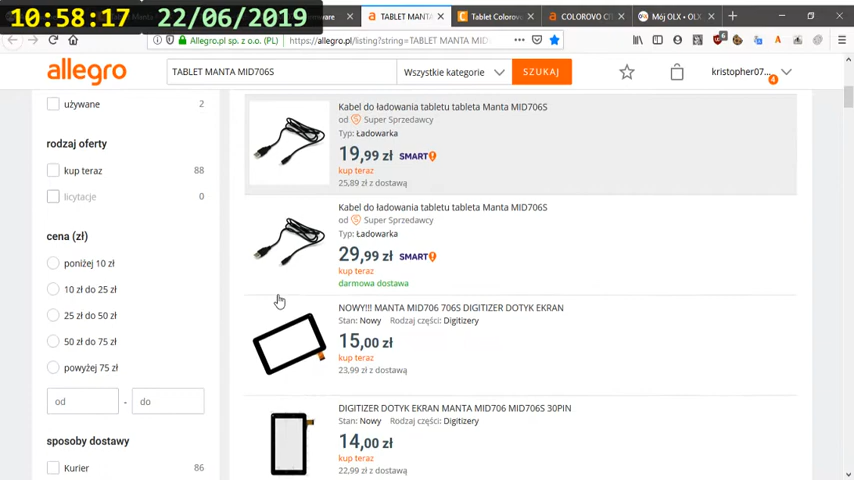 10:58:17 22/06/2019
TABLET MANTA
Tablet Colorovo
COLOROVO CI
Mój OLX • OLX
Allegro.pl sp. z o.o. (PL)
https://allegro.pl/listing?string=TABLET MANTA MID
allegro
TABLET MANTA MID706S
Wszystkie kategorie
SZUKAJ
kristopher07...
4
używane 2
rodzaj oferty
kup teraz 88
licytacje 0
cena (zł)
poniżej 10 zł
10 zł do 25 zł
25 zł do 50 zł
50 zł do 75 zł
powyżej 75 zł
od - do
sposoby dostawy
Kurier 86
Kabel do ładowania tabletu tableta Manta MID706S
od Super Sprzedawcy
Typ: Ładowarka
19,99 zł SMART!
kup teraz
25,89 zł z dostawą
Kabel do ładowania tabletu tableta Manta MID706S
od Super Sprzedawcy
Typ: Ładowarka
29,99 zł SMART!
kup teraz
darmowa dostawa
NOWY!!! MANTA MID706 706S DIGITIZER DOTYK EKRAN
Stan: Nowy Rodzaj części: Digitizery
15,00 zł
kup teraz
23,99 zł z dostawą
DIGITIZER DOTYK EKRAN MANTA MID706 MID706S 30PIN
Stan: Nowy Rodzaj części: Digitizery
14,00 zł
kup teraz
22,99 zł z dostawą